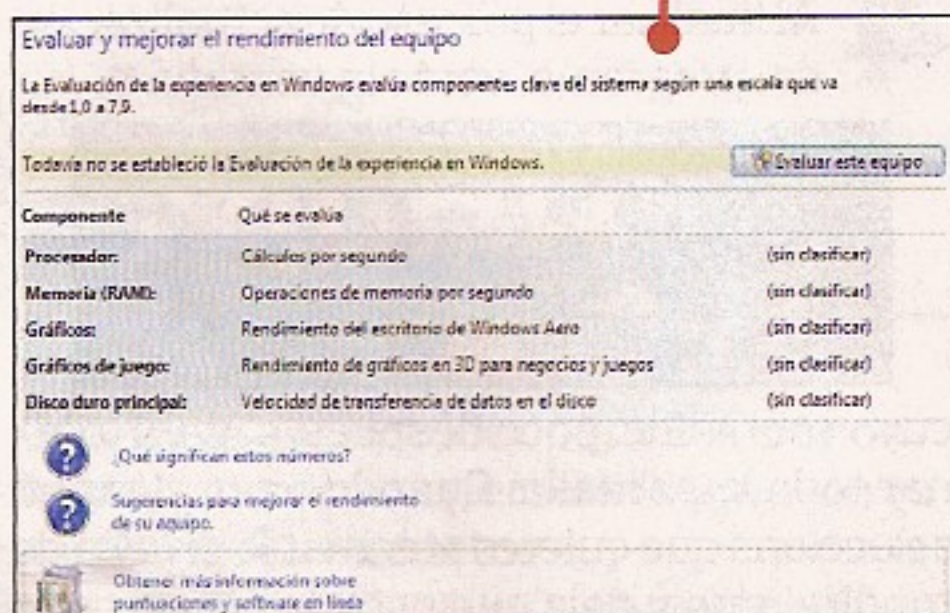 Evaluar y mejorar el rendimiento del equipo
La Evaluación de la experiencia en Windows evalúa componentes clave del sistema según una escala que va
desde 1,0 a 7,9.
Todavía no se estableció la Evaluación de la experiencia en Windows. Evaluar este equipo
Componente Qué se evalúa
Procesador: Cálculos por segundo (sin clasificar)
Memoria (RAM): Operaciones de memoria por segundo (sin clasificar)
Gráficos: Rendimiento del escritorio de Windows Aero (sin clasificar)
Gráficos de juego: Rendimiento de gráficos en 3D para negocios y juegos (sin clasificar)
Disco duro principal: Velocidad de transferencia de datos en el disco (sin clasificar)
¿Qué significan estos números?
Sugerencias para mejorar el rendimiento
de su equipo.
Obtener más información sobre
puntuaciones y software en línea